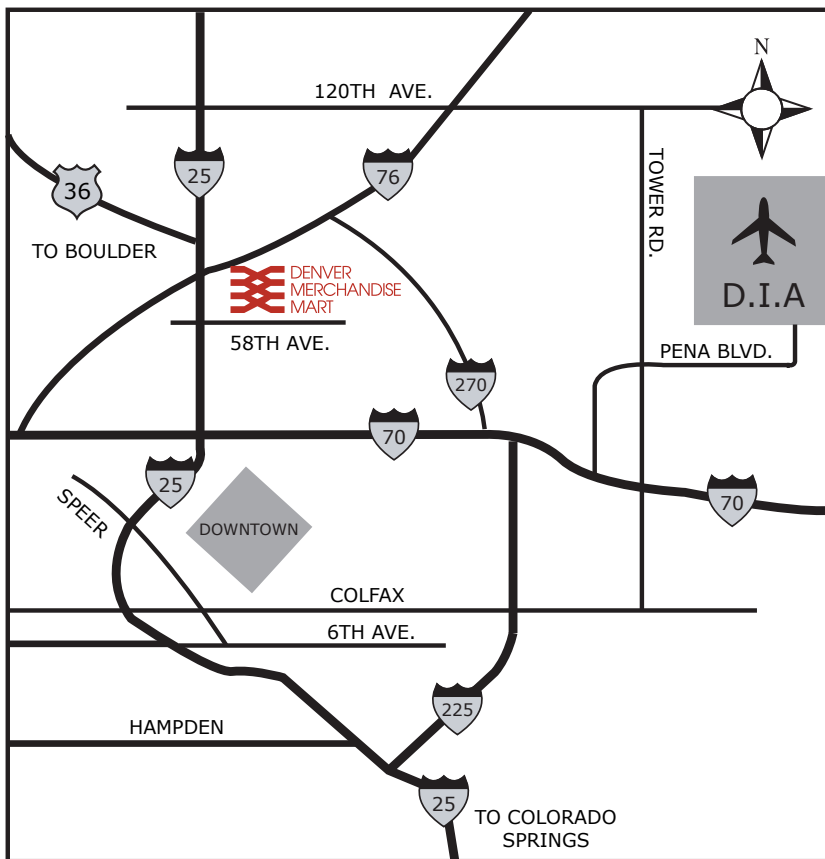 N
120TH AVE.
25
76
36
TOWER RD.
TO BOULDER
DENVER
MERCHANDISE
MART
D.I.A
58TH AVE.
PENA BLVD.
270
70
25
70
SPEER
DOWNTOWN
COLFAX
6TH AVE.
225
HAMPDEN
25
TO COLORADO
SPRINGS